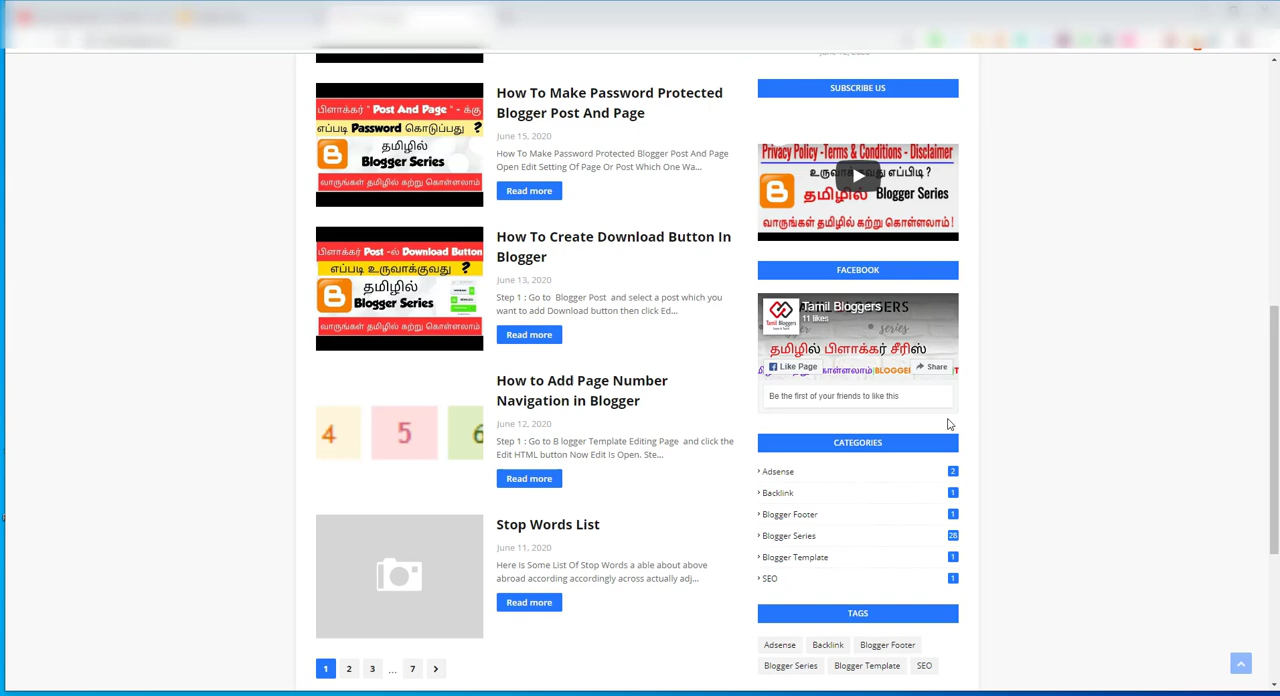 பிளாக்கர் " Post And Page " - க்கு
எப்படி Password கொடுப்பது ?
தமிழில்
Blogger Series
வாருங்கள் தமிழில் கற்று கொள்ளலாம்
How To Make Password Protected
Blogger Post And Page
June 15, 2020
How To Make Password Protected Blogger Post And Page
Open Edit Setting Of Page Or Post Which One Wa...
Read more
பிளாக்கர் Post -ல் Download Button
எப்படி உருவாக்குவது ?
தமிழில்
Blogger Series
வாருங்கள் தமிழில் கற்று கொள்ளலாம்
How To Create Download Button In
Blogger
June 13, 2020
Step 1 : Go to Blogger Post and select a post which you
want to add Download button then click Ed...
Read more
4 5 6
How to Add Page Number
Navigation in Blogger
June 12, 2020
Step 1 : Go to B logger Template Editing Page and click the
Edit HTML button Now Edit Is Open. Ste...
Read more
Stop Words List
June 11, 2020
Here Is Some List Of Stop Words a able about above
abroad according accordingly across actually adj...
Read more
1 2 3 ... 7
SUBSCRIBE US
Privacy Policy -Terms & Conditions - Disclaimer
உருவாக்குவது எப்பிடி ?
தமிழில் Blogger Series
வாருங்கள் தமிழில் கற்று கொள்ளலாம் !
FACEBOOK
Tamil Bloggers
11 likes
series
தமிழில் பிளாக்கர் சீரிஸ்
Like Page
Share
Be the first of your friends to like this
CATEGORIES
Adsense 2
Backlink 1
Blogger Footer 1
Blogger Series 28
Blogger Template 1
SEO 1
TAGS
Adsense Backlink Blogger Footer
Blogger Series Blogger Template SEO